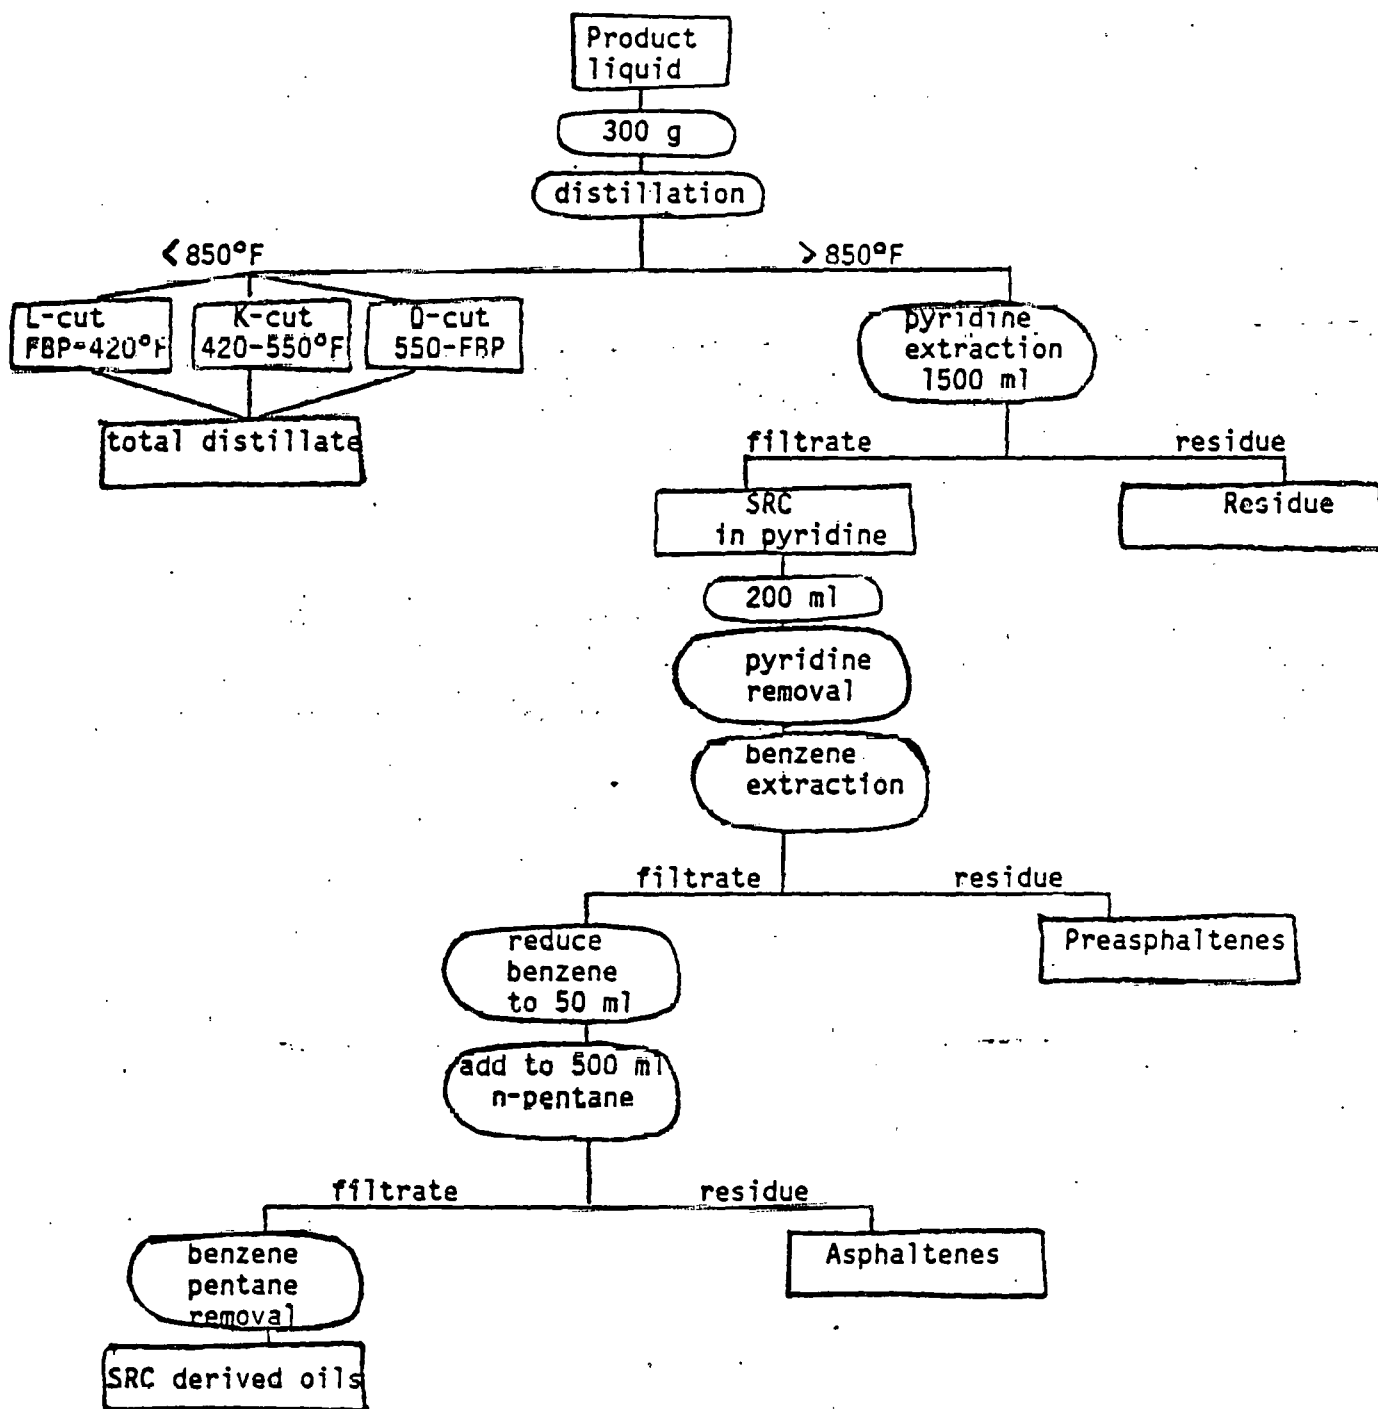 Product
liquid
300 g
distillation
<850°F
>850°F
L-cut
FBP-420°F
K-cut
420-550°F
O-cut
550-FBP
total distillate
pyridine
extraction
1500 ml
filtrate
residue
SRC
in pyridine
Residue
200 ml
pyridine
removal
benzene
extraction
filtrate
residue
reduce
benzene
to 50 ml
Preasphaltenes
add to 500 ml
n-pentane
filtrate
residue
benzene
pentane
removal
Asphaltenes
SRC derived oils